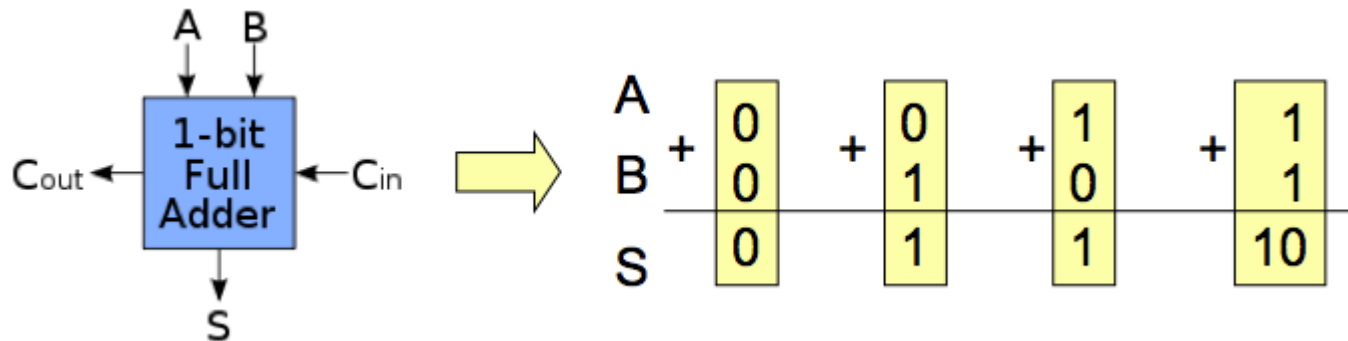 A B
1-bit
Full
Adder
Cout
Cin
S
A 0 0 1 1
+ + + +
B 0 1 0 1
S 0 1 1 10